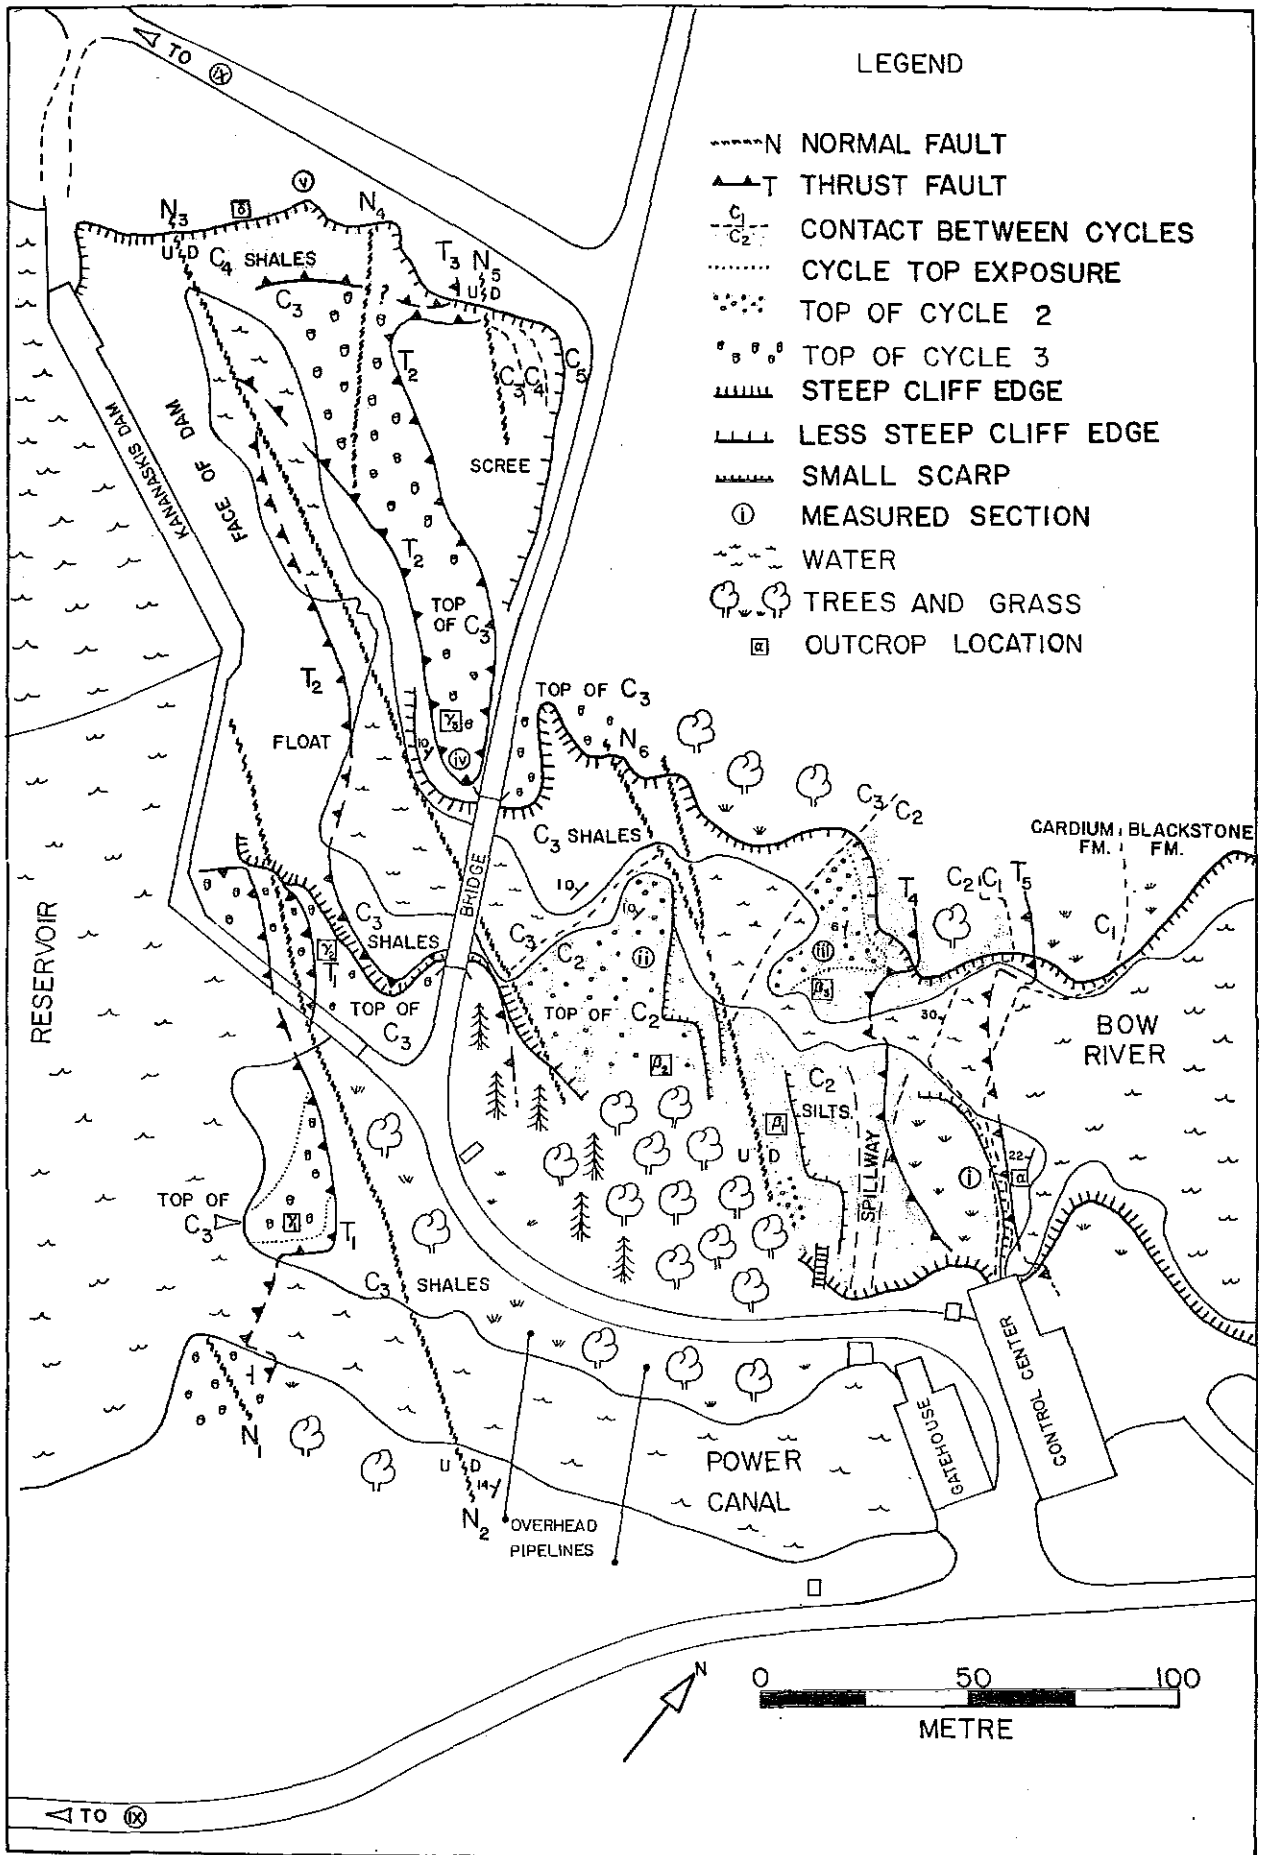 TO IX
LEGEND
N NORMAL FAULT
T THRUST FAULT
C1
C2
CONTACT BETWEEN CYCLES
CYCLE TOP EXPOSURE
TOP OF CYCLE 2
TOP OF CYCLE 3
STEEP CLIFF EDGE
LESS STEEP CLIFF EDGE
SMALL SCARP
i MEASURED SECTION
WATER
TREES AND GRASS
α OUTCROP LOCATION
v
N3
δ
N4
U D
C4 SHALES
T3
N5
U D
C3
?
T2
C3
C4
C5
SCREE
KANANASKIS DAM
FACE OF DAM
T2
TOP
OF C3
T2
FLOAT
γ3
iv
10
TOP OF C3
N6
C3 SHALES
C3 C2
CARDIUM BLACKSTONE
FM. FM.
BRIDGE
10
10
C3
C2
ii
TOP OF C2
β2
iii
6
β3
T4
C2 C1
T5
C1
30
BOW
RIVER
RESERVOIR
C3
SHALES
γ2
T1
TOP OF
C3
C2
SILTS
β1
U D
SPILLWAY
i
22
α
TOP OF
C3
γ1
T1
C3 SHALES
N1
U D
14
N2
OVERHEAD
PIPELINES
POWER
CANAL
GATEHOUSE
CONTROL CENTER
N
0 50 100
METRE
TO IX